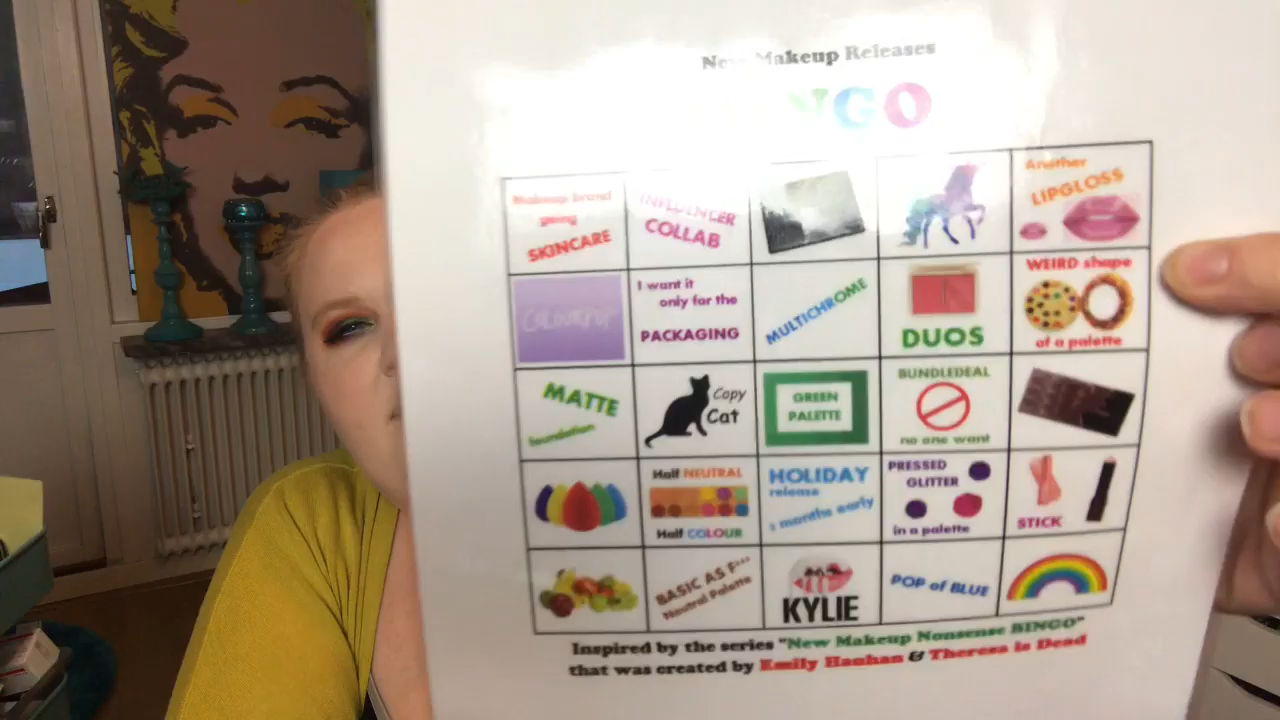 New Makeup Releases
NGO
Makeup brand
going
SKINCARE
INFLUENCER
COLLAB
Another
LIPGLOSS
COLOURPOP
I want it
only for the
PACKAGING
MULTICHROME
DUOS
WEIRD shape
of a palette
MATTE
foundation
Copy
Cat
GREEN
PALETTE
BUNDLEDEAL
no one want
Half NEUTRAL
Half COLOUR
HOLIDAY
release
months early
PRESSED
GLITTER
in a palette
STICK
BASIC AS F***
Neutral Palette
KYLIE
POP of BLUE
Inspired by the series "New Makeup Nonsense BINGO"
that was created by Emily Hanhan & Theresa is Dead